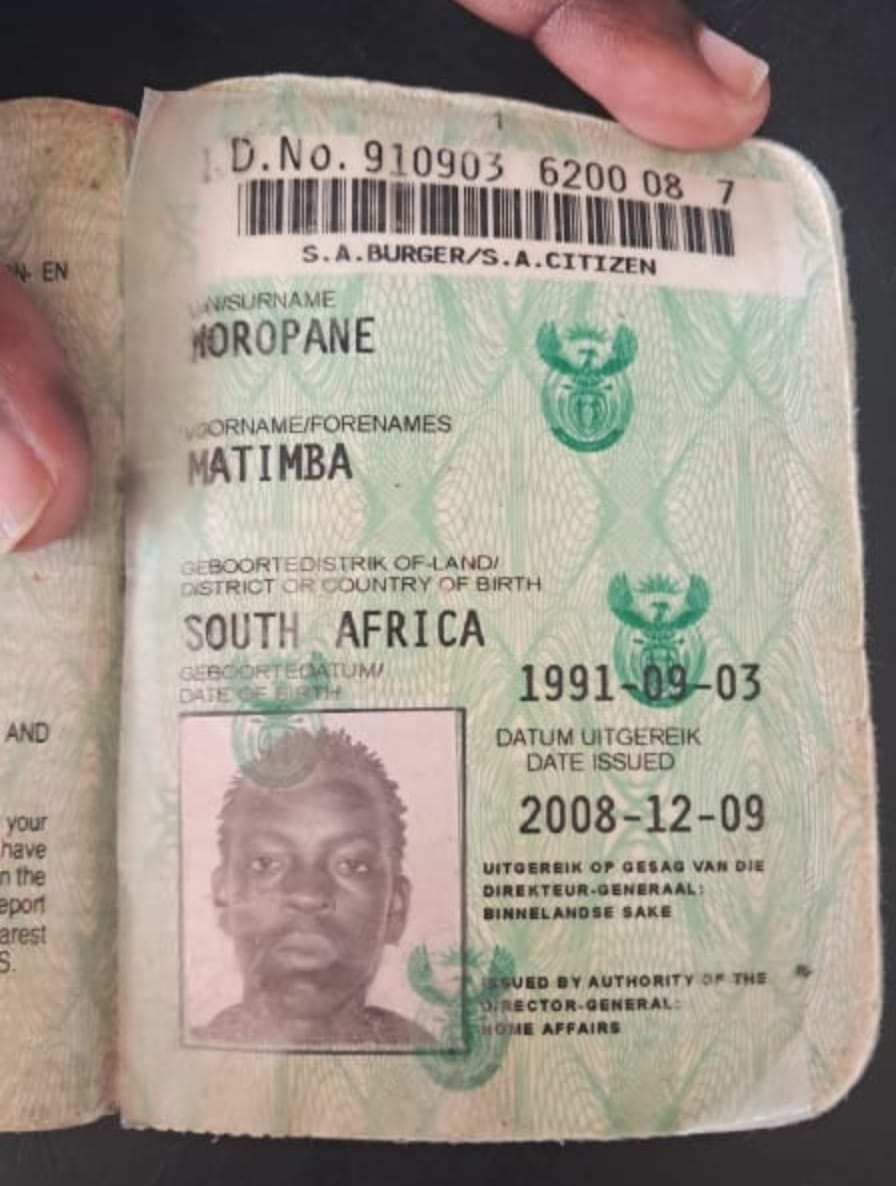 N- EN
AND
your
have
n the
eport
arest
S.
I.D.No. 910903 6200 08 7
S.A.BURGER/S.A.CITIZEN
VAN/SURNAME
MOROPANE
VOORNAME/FORENAMES
MATIMBA
GEBOORTEDISTRIK OF-LAND/
DISTRICT OR COUNTRY OF BIRTH
SOUTH AFRICA
GEBOORTEDATUM/
DATE OF BIRTH
1991-09-03
DATUM UITGEREIK
DATE ISSUED
2008-12-09
UITGEREIK OP GESAG VAN DIE
DIREKTEUR-GENERAAL:
BINNELANDSE SAKE
ISSUED BY AUTHORITY OF THE
DIRECTOR-GENERAL:
HOME AFFAIRS